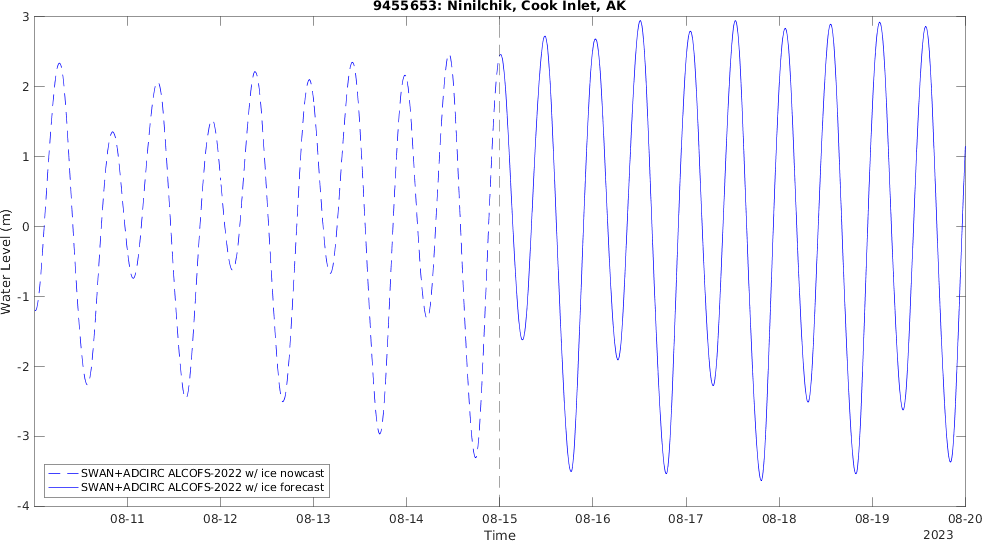 9455653: Ninilchik, Cook Inlet, AK
3
2
1
0
-1
-2
-3
-4
Water Level (m)
SWAN+ADCIRC ALCOFS-2022 w/ ice nowcast
SWAN+ADCIRC ALCOFS-2022 w/ ice forecast
08-11 08-12 08-13 08-14 08-15 08-16 08-17 08-18 08-19 08-20
Time
2023